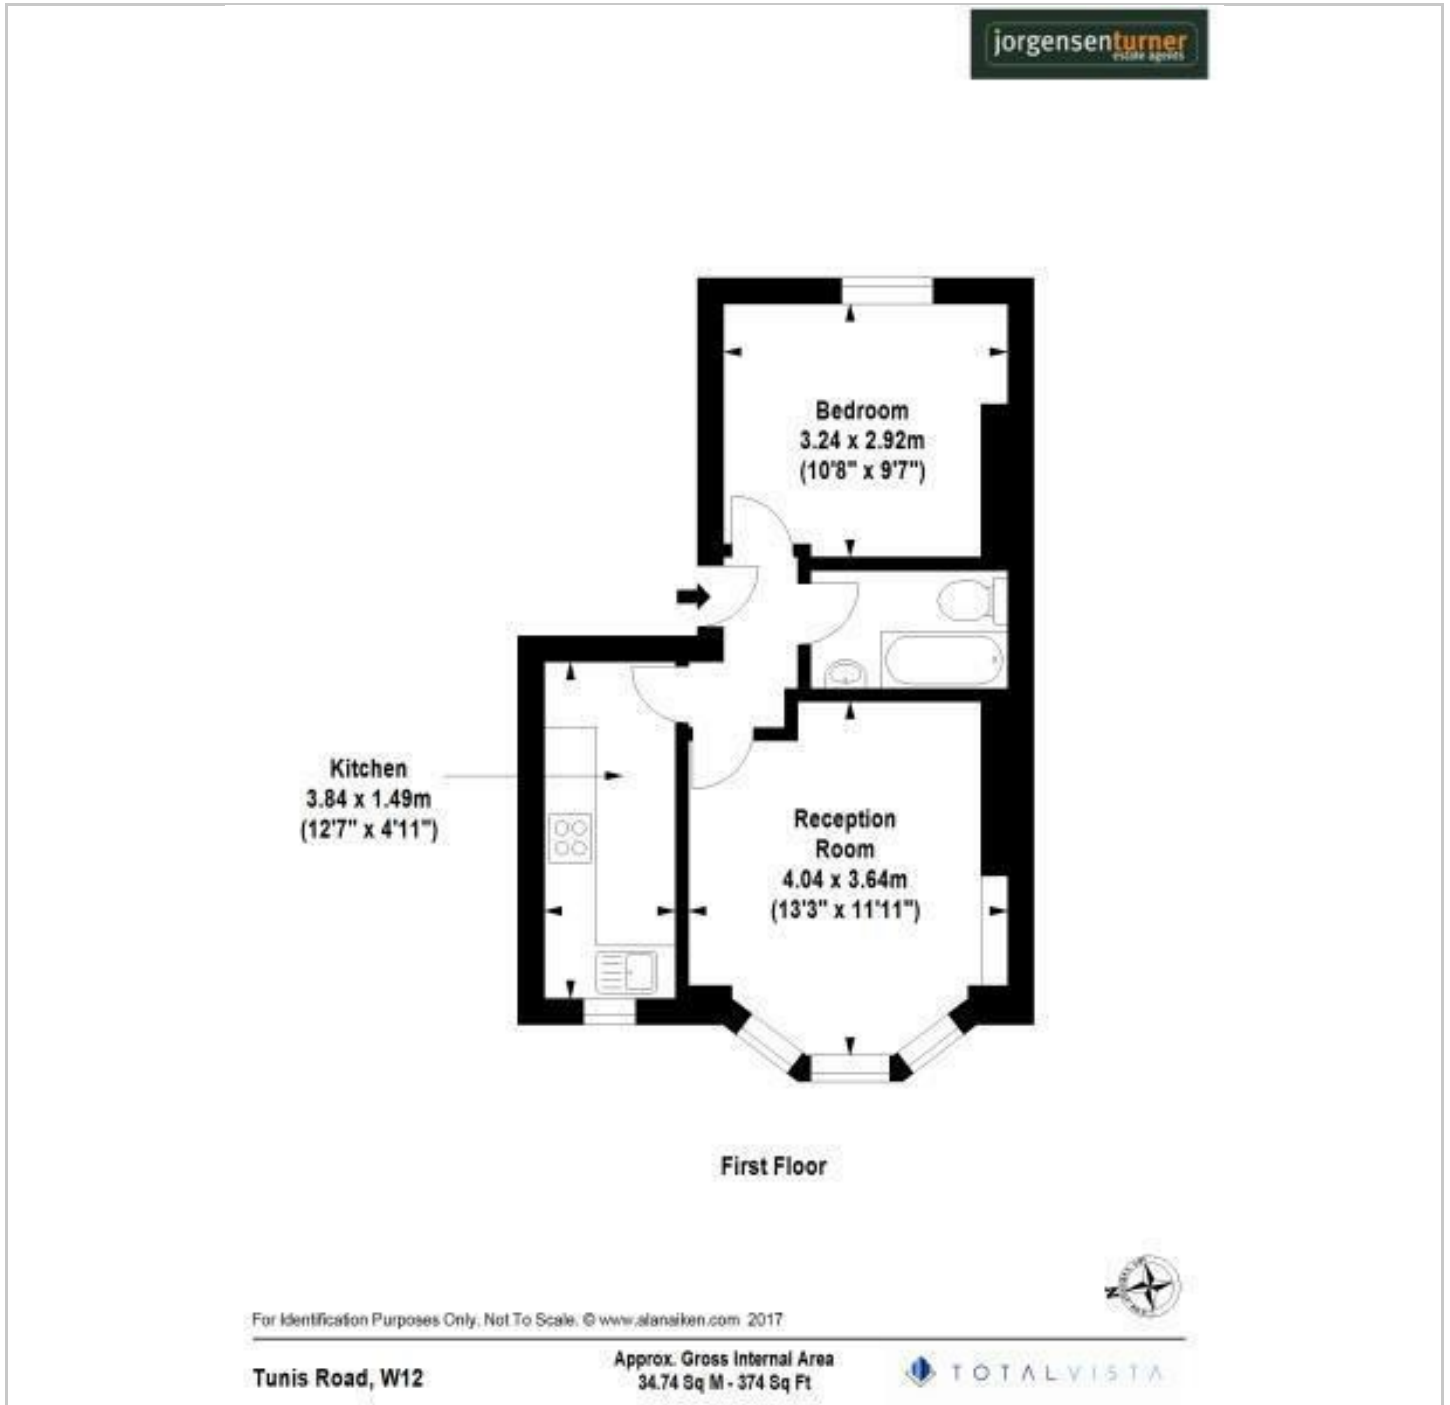 jorgensenturner
estate agents
Bedroom
3.24 x 2.92m
(10'8" x 9'7")
Kitchen
3.84 x 1.49m
(12'7" x 4'11")
Reception
Room
4.04 x 3.64m
(13'3" x 11'11")
First Floor
N
For Identification Purposes Only. Not To Scale. © www.alanaiken.com 2017
Tunis Road, W12
Approx. Gross Internal Area
34.74 Sq M - 374 Sq Ft
TOTALVISTA